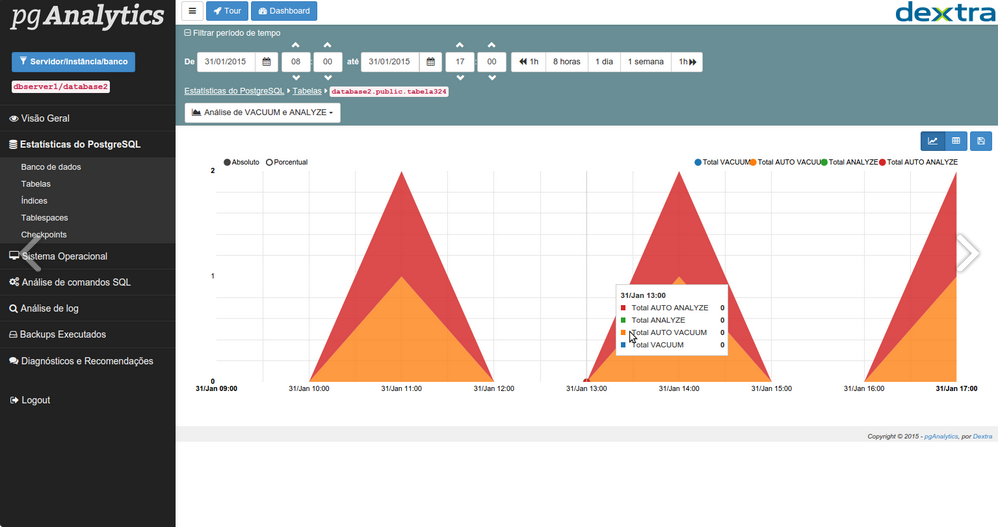 pgAnalytics
Tour
Dashboard
dextra
Servidor/instância/banco
dbserver1/database2
Visão Geral
Estatísticas do PostgreSQL
Banco de dados
Tabelas
Índices
Tablespaces
Checkpoints
Sistema Operacional
Análise de comandos SQL
Análise de log
Backups Executados
Diagnósticos e Recomendações
Logout
Filtrar período de tempo
De 31/01/2015 08 : 00 até 31/01/2015 17 : 00 1h 8 horas 1 dia 1 semana 1h
Estatísticas do PostgreSQL Tabelas database2.public.tabela324
Análise de VACUUM e ANALYZE
Absoluto Porcentual Total VACUUM Total AUTO VACUU Total ANALYZE Total AUTO ANALYZE
2
1
0
31/Jan 13:00
Total AUTO ANALYZE 0
Total ANALYZE 0
Total AUTO VACUUM 0
Total VACUUM 0
31/Jan 09:00 31/Jan 10:00 31/Jan 11:00 31/Jan 12:00 31/Jan 13:00 31/Jan 14:00 31/Jan 15:00 31/Jan 16:00 31/Jan 17:00
Copyright © 2015 - pgAnalytics, por Dextra